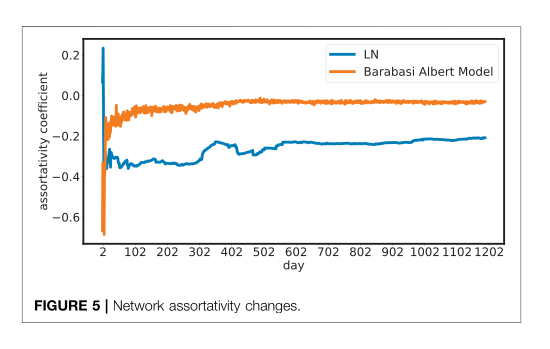 LN
Barabasi Albert Model
assortativity coefficient
0.2
0.0
−0.2
−0.4
−0.6
2 102 202 302 402 502 602 702 802 902 1002 1102 1202
day
FIGURE 5 | Network assortativity changes.